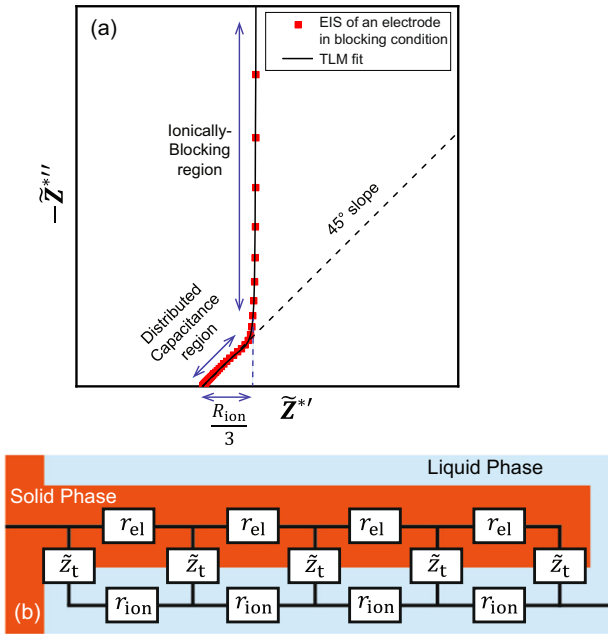 (a)
EIS of an electrode
in blocking condition
TLM fit
Ionically-
Blocking
region
45° slope
Distributed
Capacitance
region
−Z̃*′′
Z̃*′
R_ion
3
Liquid Phase
Solid Phase
r_el r_el r_el r_el
z̃_t z̃_t z̃_t z̃_t z̃_t
r_ion r_ion r_ion r_ion
(b)